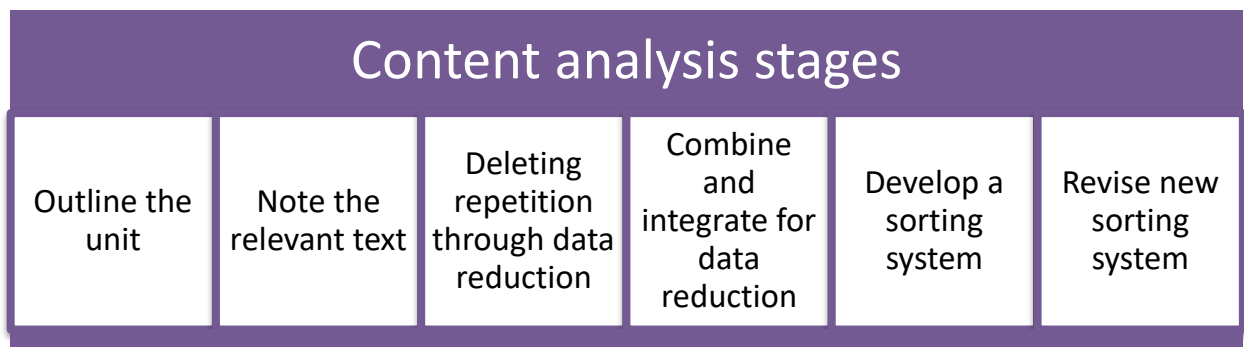 Content analysis stages
Outline the
unit
Note the
relevant text
Deleting
repetition
through data
reduction
Combine
and
integrate for
data
reduction
Develop a
sorting
system
Revise new
sorting
system